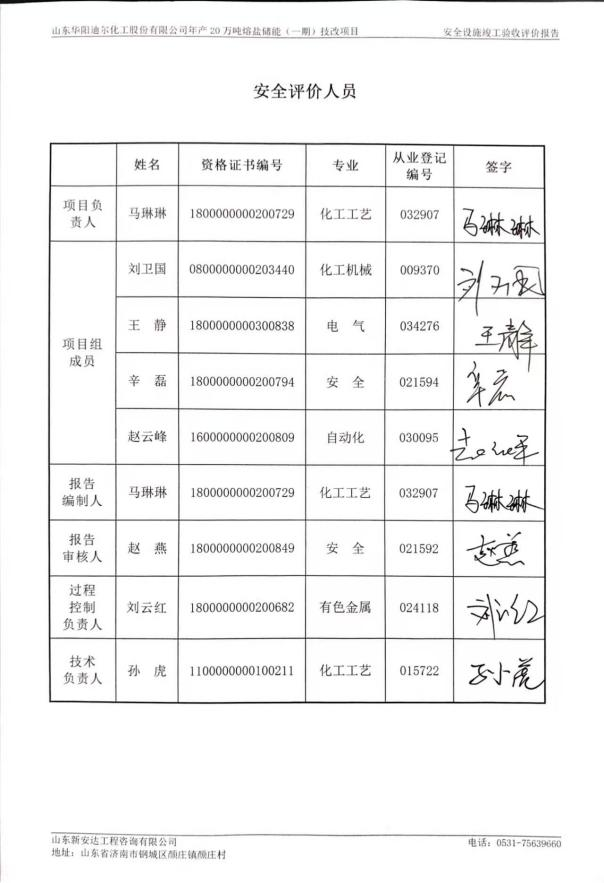 山东华阳迪尔化工股份有限公司年产 20 万吨熔盐储能（一期）技改项目 安全设施竣工验收评价报告
安全评价人员
姓名 资格证书编号 专业 从业登记编号 签字
项目负责人 马琳琳 1800000000200729 化工工艺 032907 马琳琳
项目组成员 刘卫国 0800000000203440 化工机械 009370 刘卫国
王 静 1800000000300838 电 气 034276 王静
辛 磊 1800000000200794 安 全 021594 辛磊
赵云峰 1600000000200809 自动化 030095 赵云峰
报告编制人 马琳琳 1800000000200729 化工工艺 032907 马琳琳
报告审核人 赵 燕 1800000000200849 安 全 021592 赵燕
过程控制负责人 刘云红 1800000000200682 有色金属 024118 刘云红
技术负责人 孙 虎 1100000000100211 化工工艺 015722 孙小虎
山东新安达工程咨询有限公司 电话：0531-75639660
地址：山东省济南市钢城区颜庄镇颜庄村